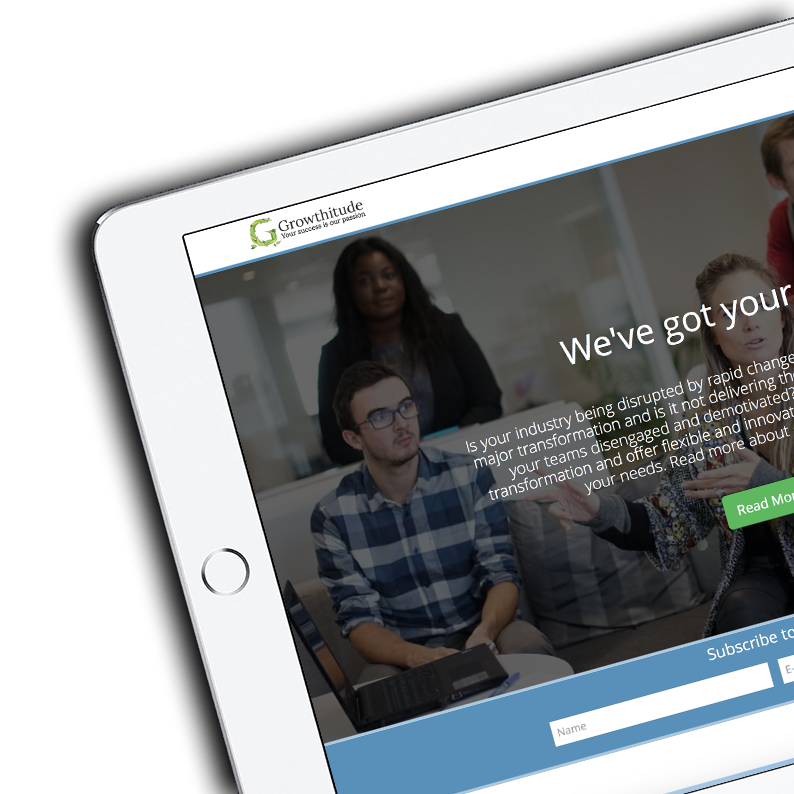 Growthitude
Your success is our passion
We've got your
Is your industry being disrupted by rapid change
major transformation and is it not delivering th
your teams disengaged and demotivated?
transformation and offer flexible and innovat
your needs. Read more about
Read Mor
Subscribe to
Name
E-